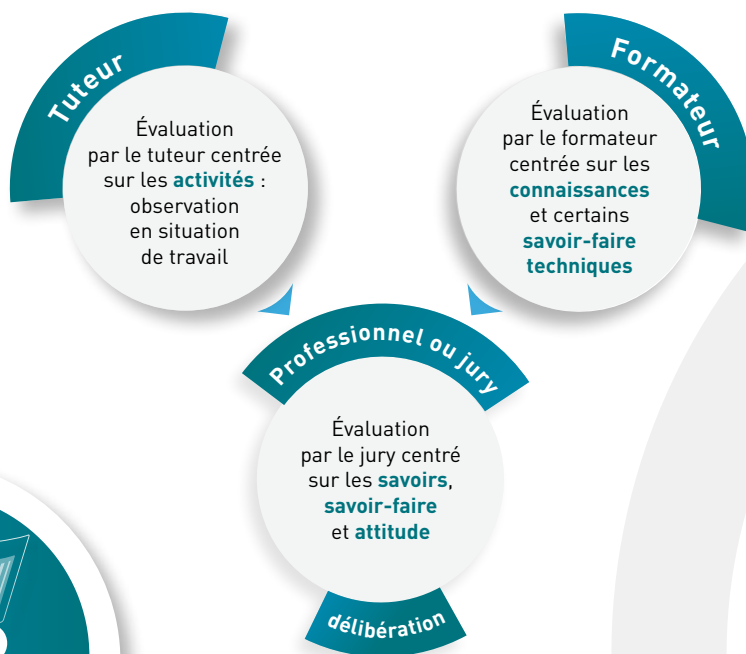 Tuteur
Évaluation
par le tuteur centrée
sur les activités :
observation
en situation
de travail
Formateur
Évaluation
par le formateur
centrée sur les
connaissances
et certains
savoir-faire
techniques
Professionnel ou jury
Évaluation
par le jury centré
sur les savoirs,
savoir-faire
et attitude
délibération